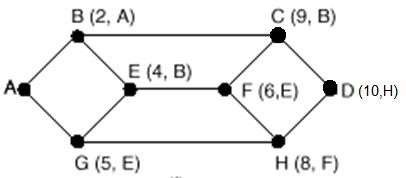 B (2, A)
C (9, B)
E (4, B)
A
F (6,E)
D (10,H)
G (5, E)
H (8, F)